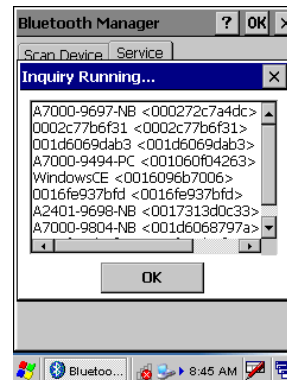 Bluetooth Manager ? OK ×
Scan Device Service
Inquiry Running... ×
A7000-9697-NB <000272c7a4dc>
0002c77b6f31 <0002c77b6f31>
001d6069dab3 <001d6069dab3>
A7000-9494-PC <001060f04263>
WindowsCE <0016096b7006>
0016fe937bfd <0016fe937bfd>
A2401-9698-NB <0017313d0c33>
A7000-9804-NB <001d6068797a>
OK
Bluetoo... 8:45 AM